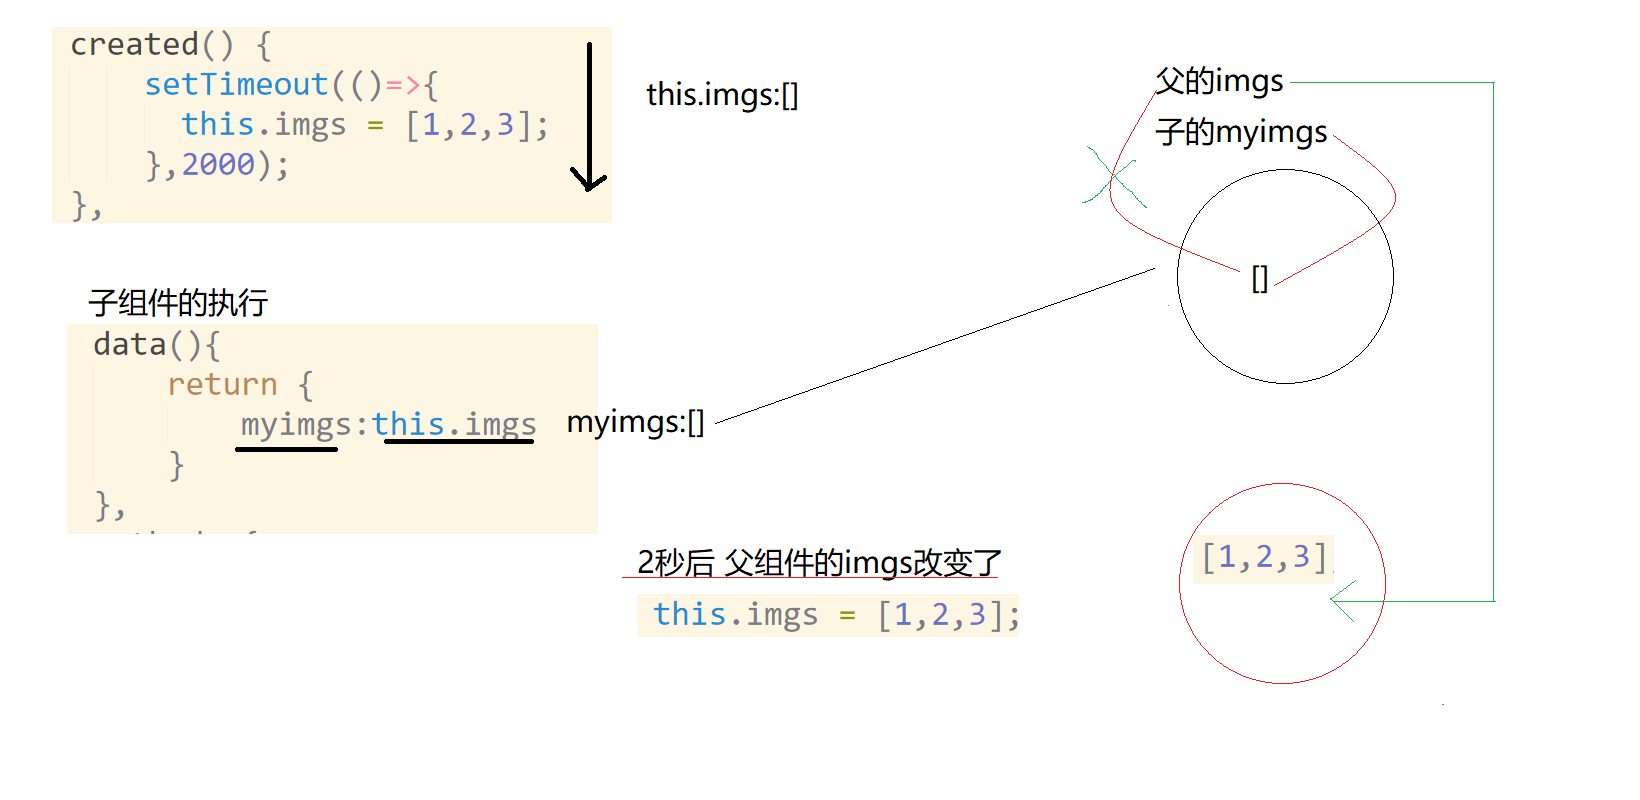 created() {
setTimeout(()=>{
this.imgs = [1,2,3];
},2000);
},
this.imgs:[]
父的imgs
子的myimgs
[]
子组件的执行
data(){
return {
myimgs:this.imgs
}
},
myimgs:[]
2秒后 父组件的imgs改变了
this.imgs = [1,2,3];
[1,2,3]